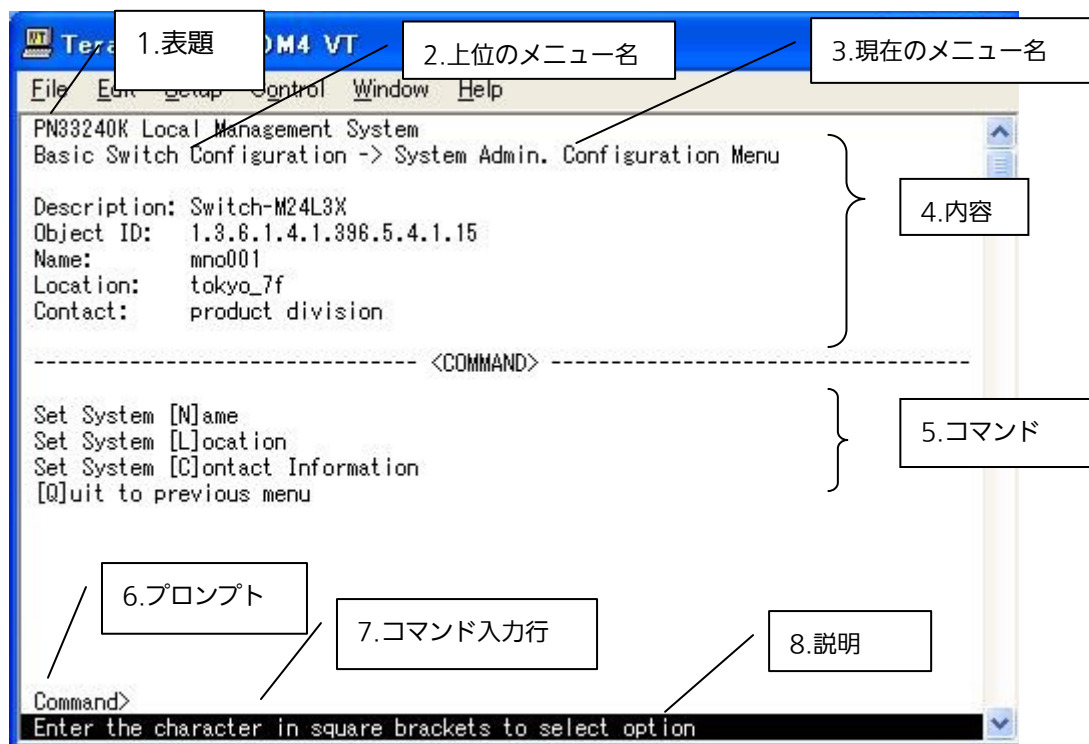 1.表題
2.上位のメニュー名
3.現在のメニュー名
File Control Window Help
PN33240K Local Management System
Basic Switch Configuration -> System Admin. Configuration Menu
Description: Switch-M24L3X
Object ID: 1.3.6.1.4.1.396.5.4.1.15
Name: mno001
Location: tokyo_7f
Contact: product division
4.内容
<COMMAND>
Set System [N]ame
Set System [L]ocation
Set System [C]ontact Information
[Q]uit to previous menu
5.コマンド
6.プロンプト
7.コマンド入力行
8.説明
Command>
Enter the character in square brackets to select option